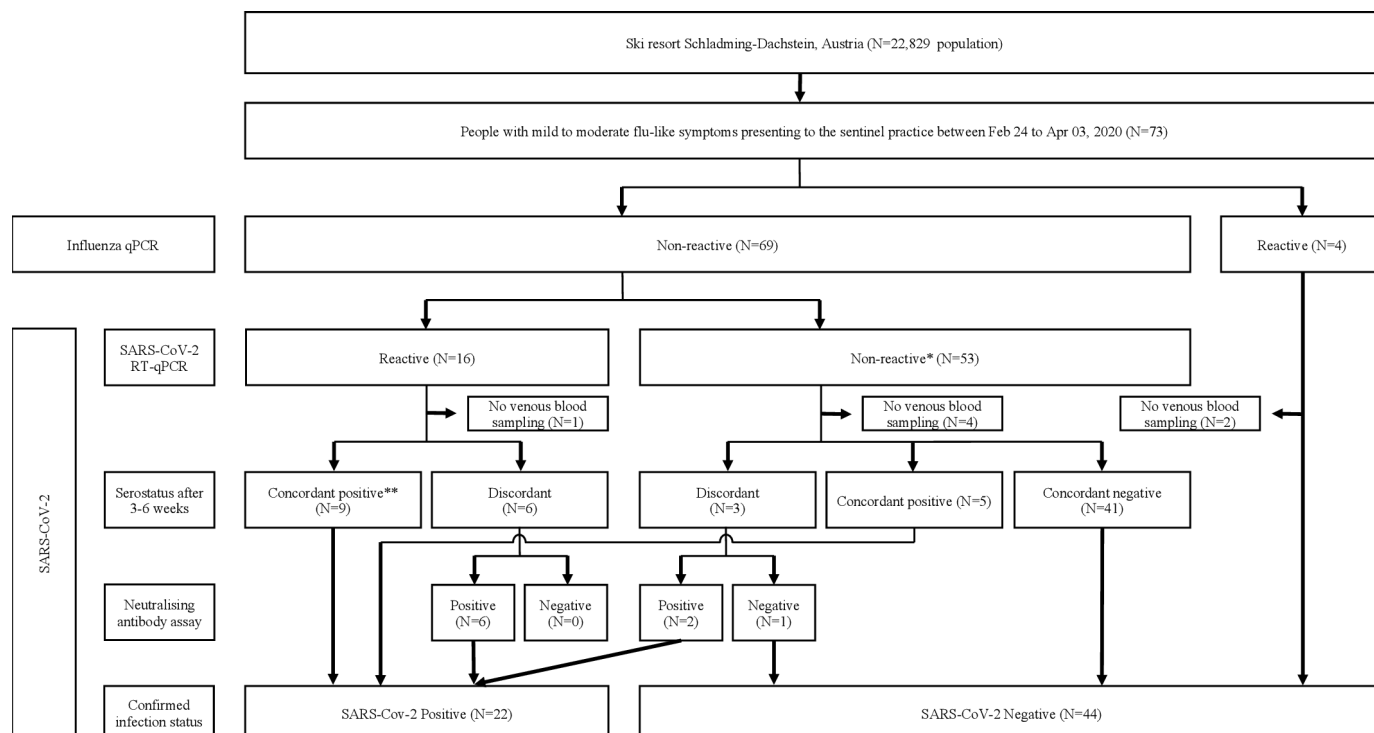 Ski resort Schladming-Dachstein, Austria (N=22,829 population)
People with mild to moderate flu-like symptoms presenting to the sentinel practice between Feb 24 to Apr 03, 2020 (N=73)
Influenza qPCR
Non-reactive (N=69)
Reactive (N=4)
SARS-CoV-2
SARS-CoV-2
RT-qPCR
Reactive (N=16)
Non-reactive* (N=53)
No venous blood
sampling (N=1)
No venous blood
sampling (N=4)
No venous blood
sampling (N=2)
Serostatus after
3-6 weeks
Concordant positive**
(N=9)
Discordant
(N=6)
Discordant
(N=3)
Concordant positive (N=5)
Concordant negative
(N=41)
Neutralising
antibody assay
Positive
(N=6)
Negative
(N=0)
Positive
(N=2)
Negative
(N=1)
Confirmed
infection status
SARS-Cov-2 Positive (N=22)
SARS-CoV-2 Negative (N=44)